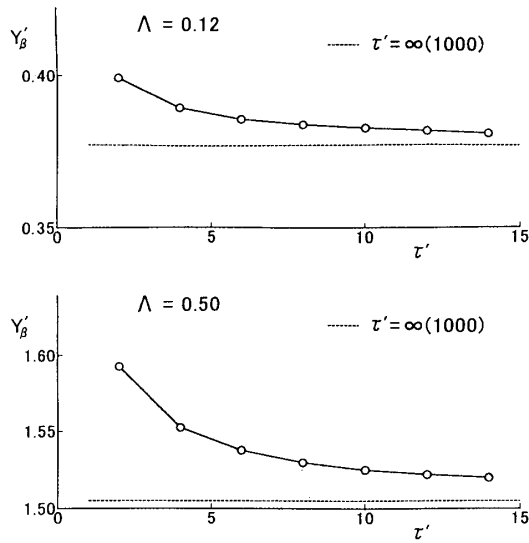 Λ = 0.12
Y'β
τ' = ∞(1000)
0.40
0.35
0 5 10 15
τ'
Λ = 0.50
Y'β
τ' = ∞(1000)
1.60
1.55
1.50
0 5 10 15
τ'